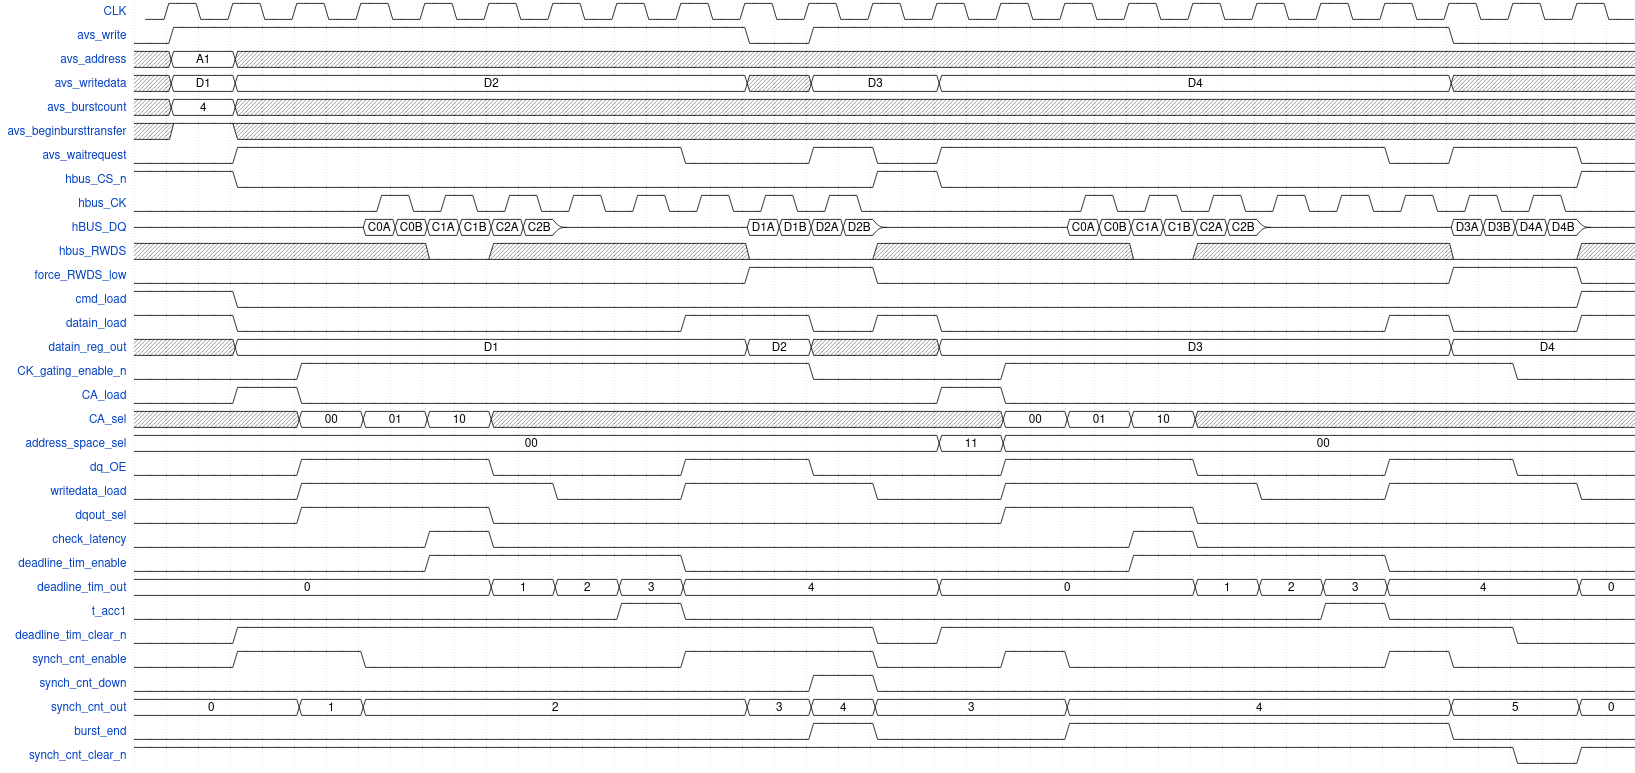 CLK
avs_write
avs_address A1
avs_writedata D1 D2 D3 D4
avs_burstcount 4
avs_beginbursttransfer
avs_waitrequest
hbus_CS_n
hbus_CK
hBUS_DQ C0A C0B C1A C1B C2A C2B D1A D1B D2A D2B C0A C0B C1A C1B C2A C2B D3A D3B D4A D4B
hbus_RWDS
force_RWDS_low
cmd_load
datain_load
datain_reg_out D1 D2 D3 D4
CK_gating_enable_n
CA_load
CA_sel 00 01 10 00 01 10
address_space_sel 00 11 00
dq_OE
writedata_load
dqout_sel
check_latency
deadline_tim_enable
deadline_tim_out 0 1 2 3 4 0 1 2 3 4 0
t_acc1
deadline_tim_clear_n
synch_cnt_enable
synch_cnt_down
synch_cnt_out 0 1 2 3 4 3 4 5 0
burst_end
synch_cnt_clear_n